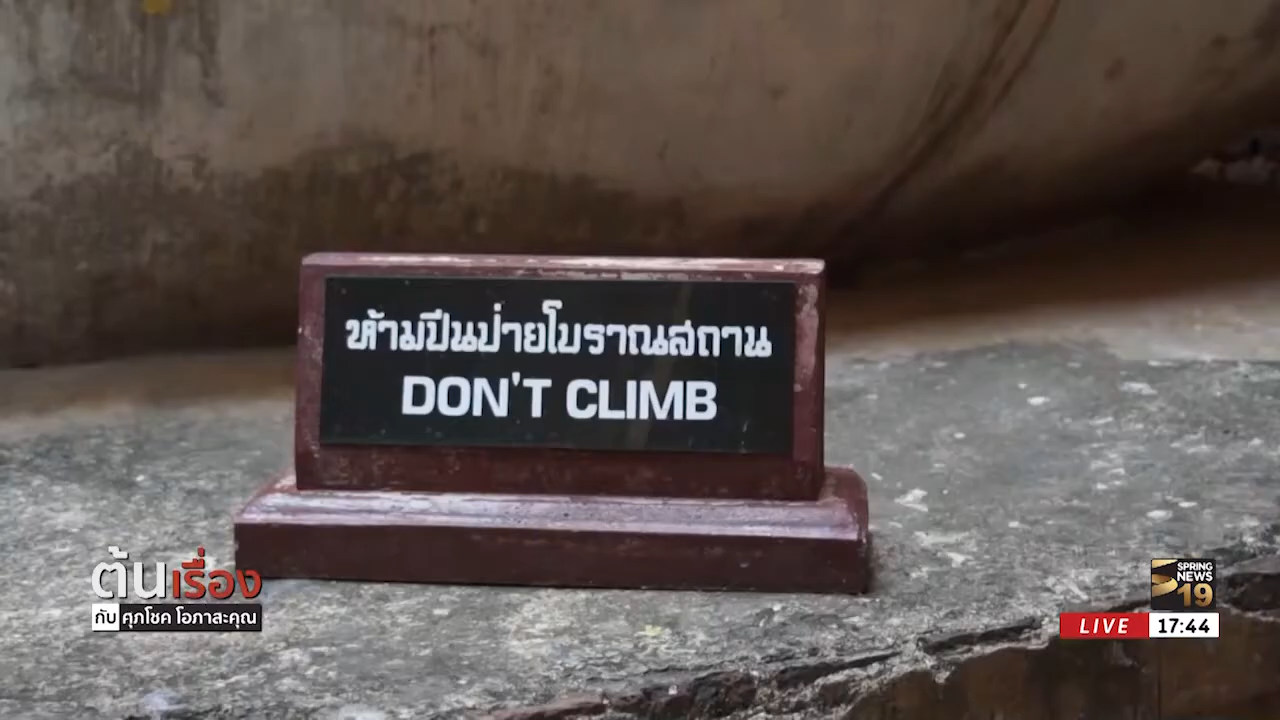 ห้ามปีนป่ายโบราณสถาน
DON'T CLIMB
ต้นเรื่อง
กับ ศุภโชค โอภาสะคุณ
SPRING
NEWS
19
LIVE 17:44